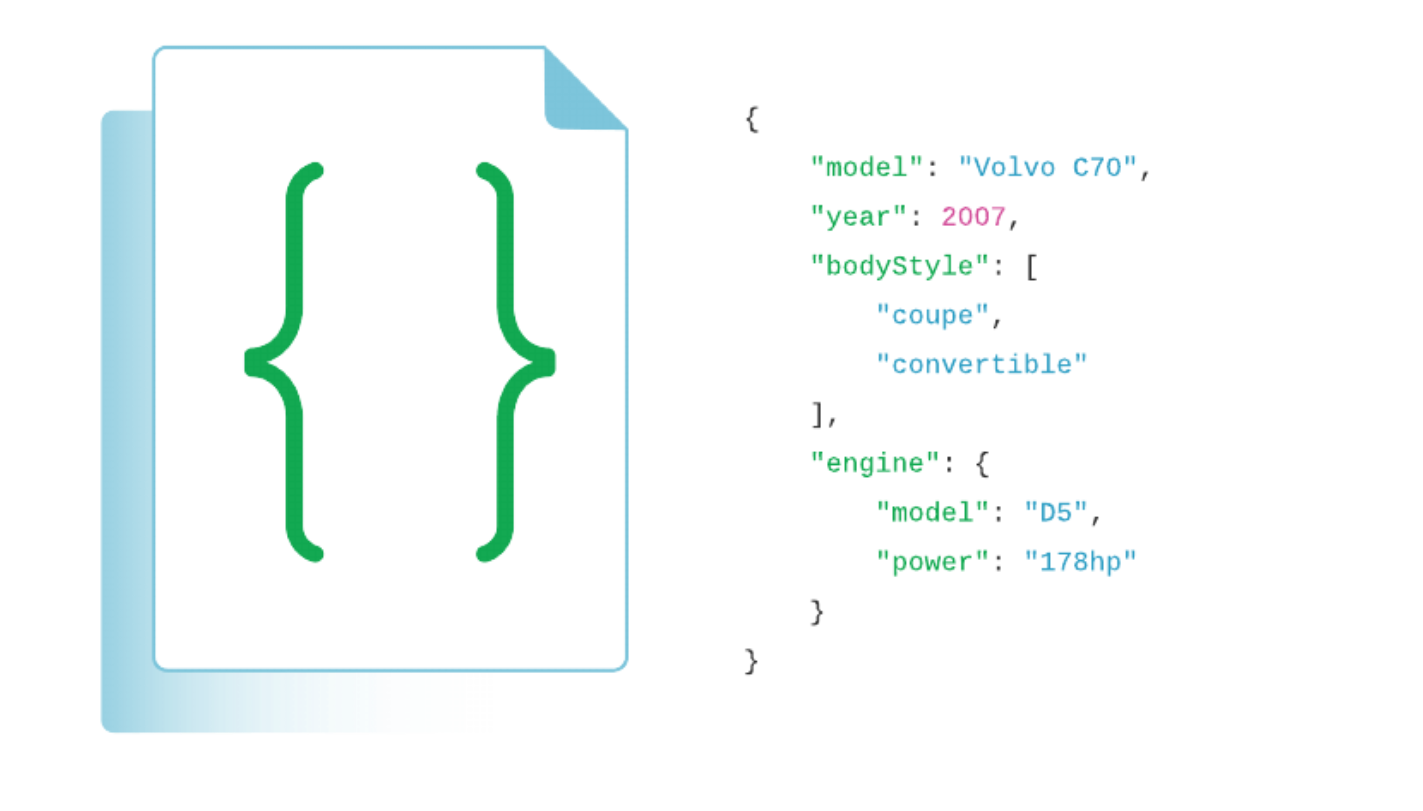 {
"model": "Volvo C70",
"year": 2007,
"bodyStyle": [
"coupe",
"convertible"
],
"engine": {
"model": "D5",
"power": "178hp"
}
}